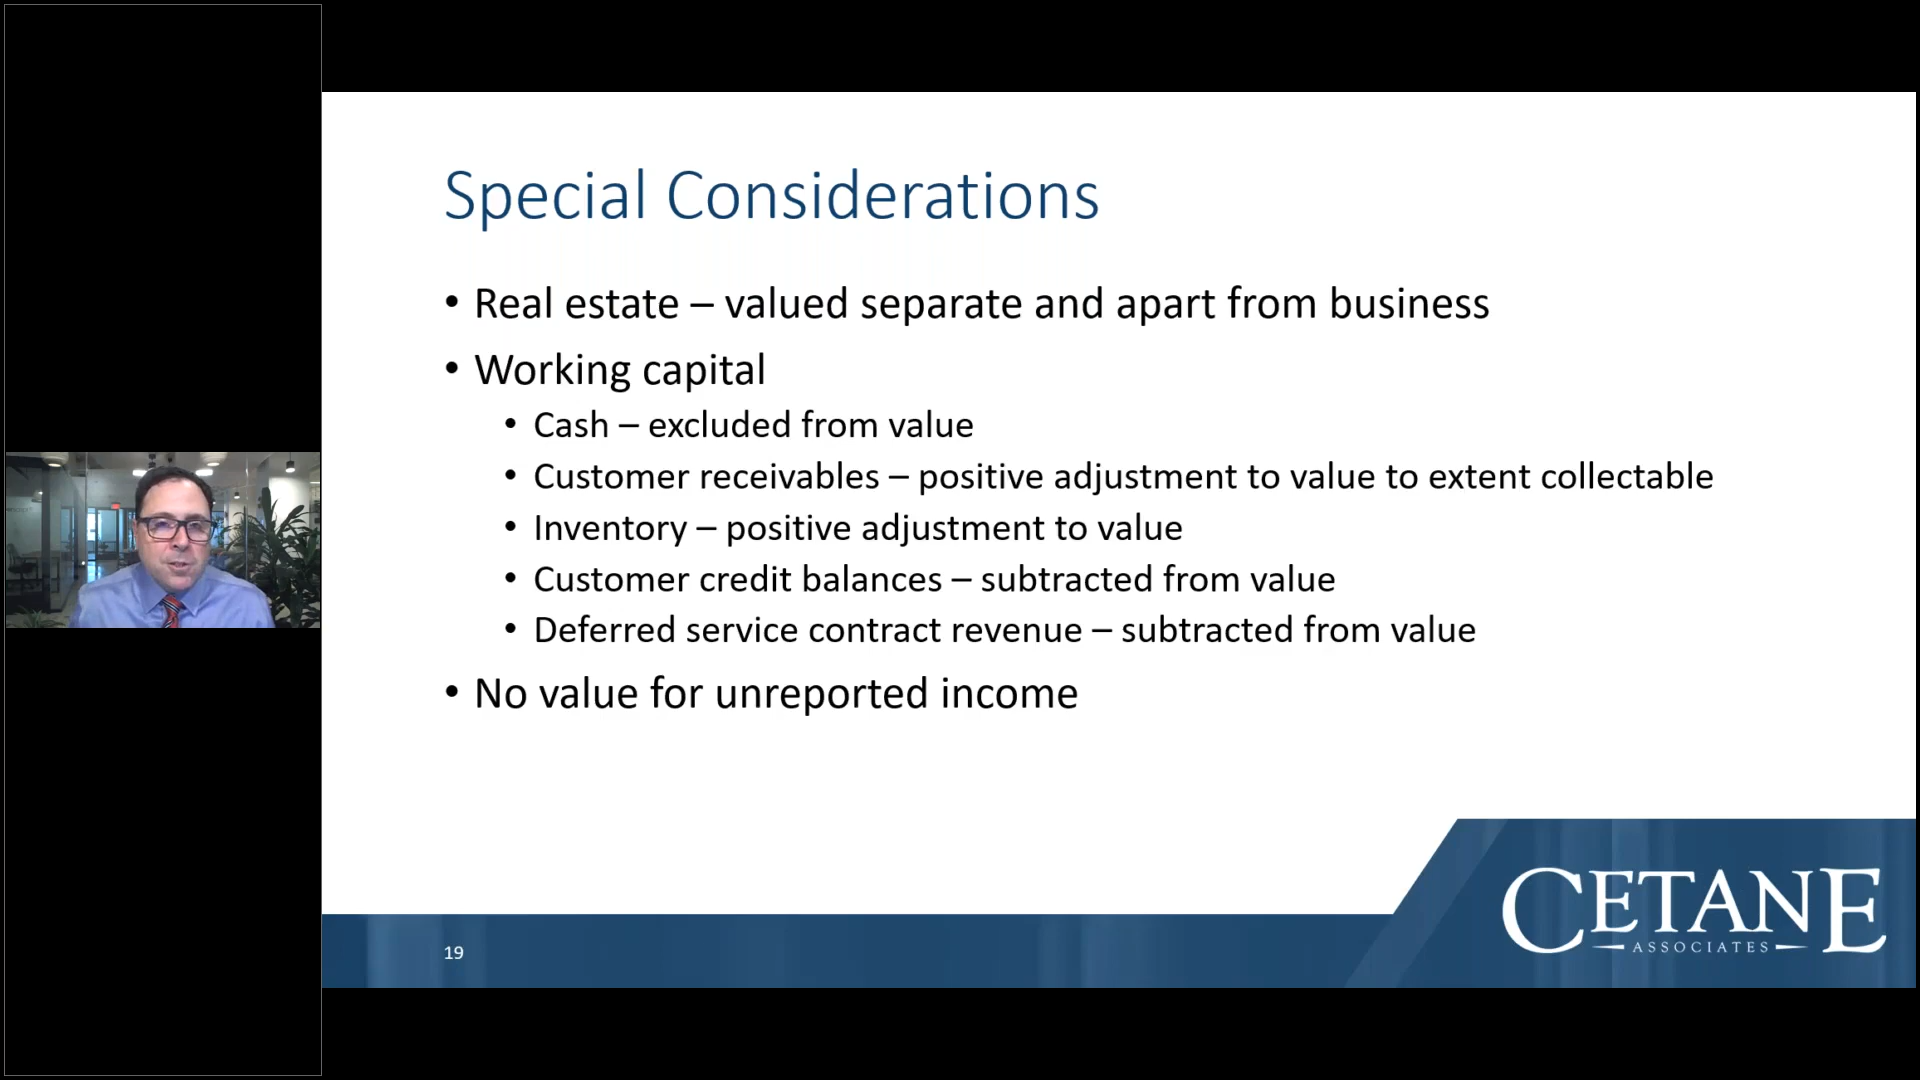 Special Considerations
• Real estate – valued separate and apart from business
• Working capital
• Cash – excluded from value
• Customer receivables – positive adjustment to value to extent collectable
• Inventory – positive adjustment to value
• Customer credit balances – subtracted from value
• Deferred service contract revenue – subtracted from value
• No value for unreported income
19
CETANE
ASSOCIATES